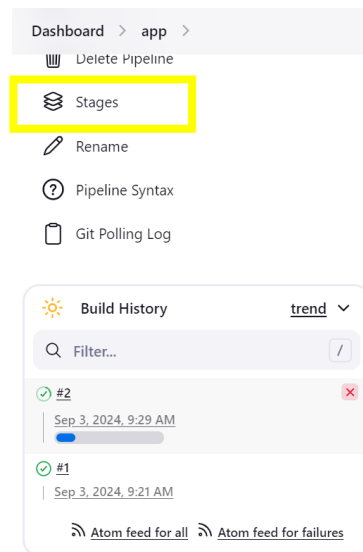 Dashboard > app >
Delete Pipeline
Stages
Rename
Pipeline Syntax
Git Polling Log
Build History trend
Filter... /
#2
Sep 3, 2024, 9:29 AM
#1
Sep 3, 2024, 9:21 AM
Atom feed for all Atom feed for failures